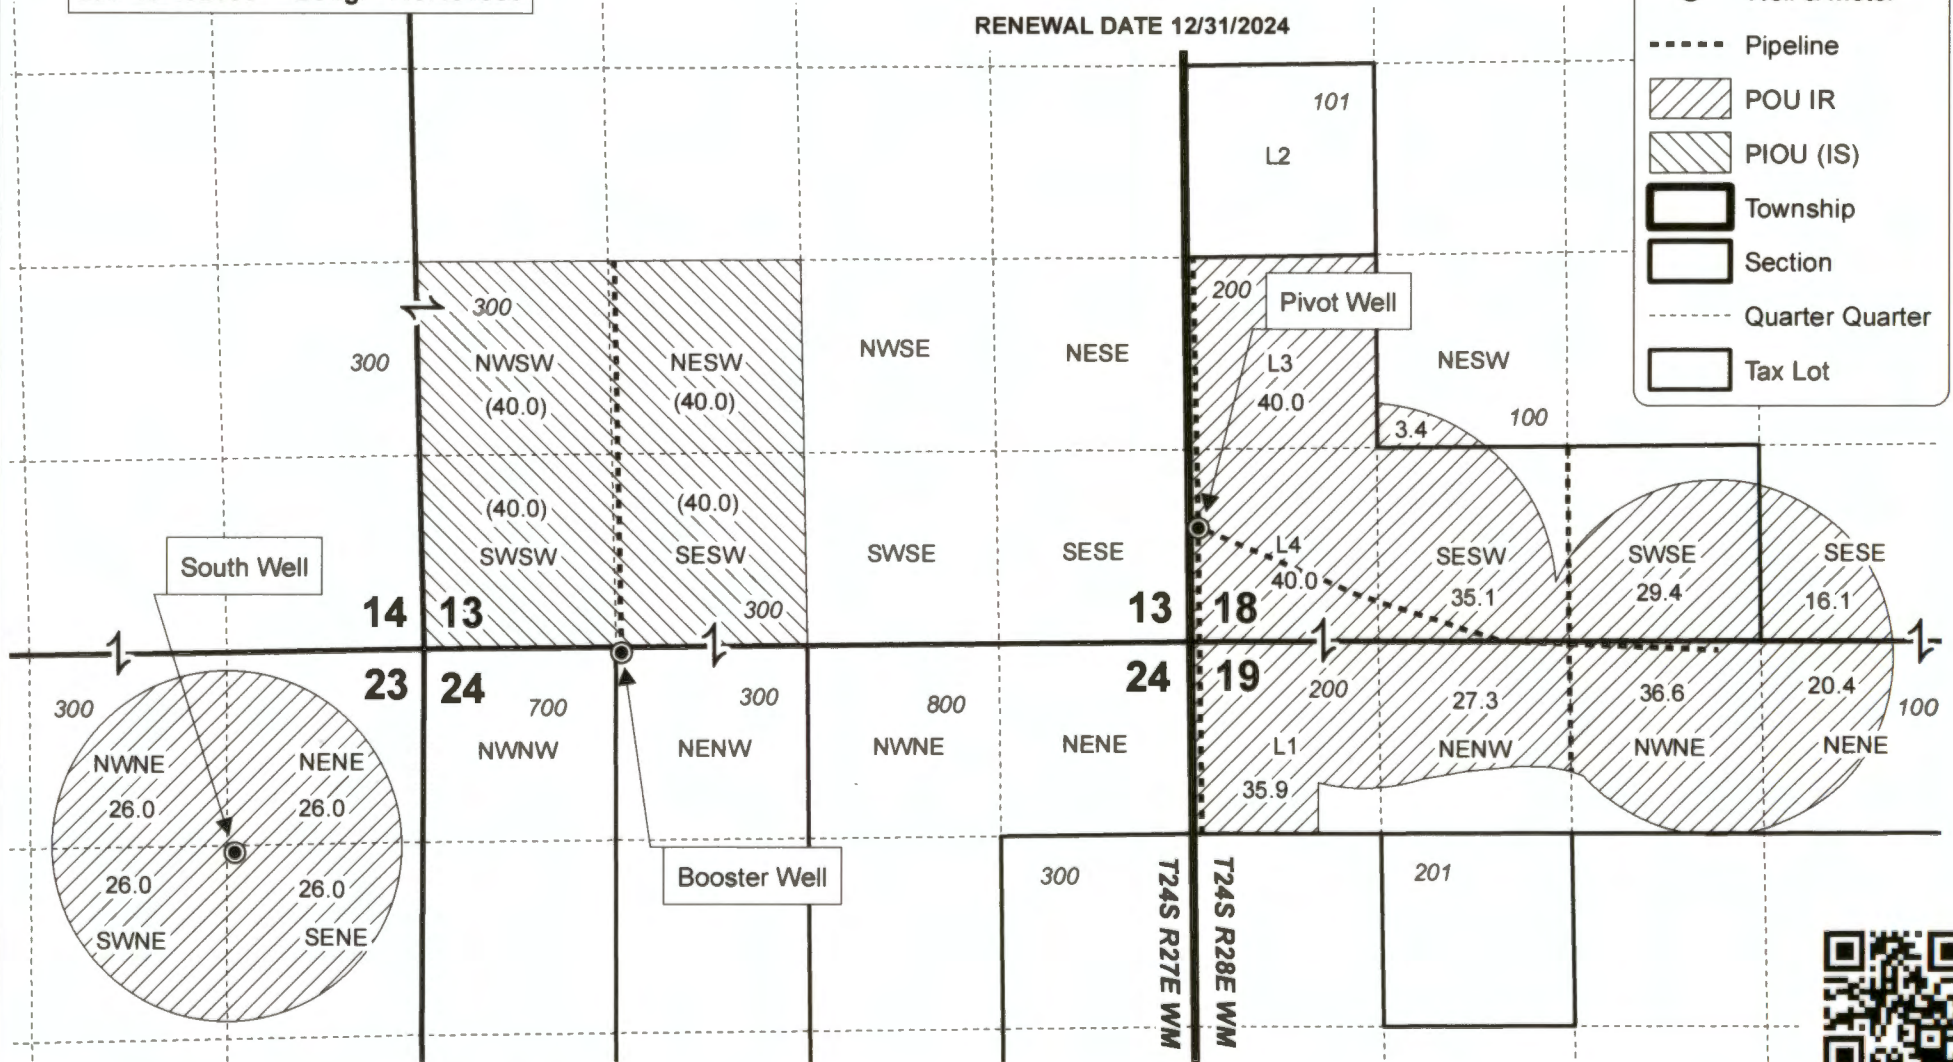 RENEWAL DATE 12/31/2024
Pipeline
POU IR
PIOU (IS)
Township
Section
Quarter Quarter
Tax Lot
101
L2
200
Pivot Well
300
300
NWSW
(40.0)
NESW
(40.0)
NWSE
NESE
L3
40.0
NESW
100
3.4
(40.0)
SWSW
(40.0)
SESW
SWSE
SESE
L4
40.0
SESW
35.1
SWSE
29.4
SESE
16.1
South Well
300
14
13
13
18
23
24
24
19
300
700
300
800
200
27.3
36.6
20.4
100
NWNW
NENW
NWNE
NENE
L1
35.9
NENW
NWNE
NENE
NWNE
26.0
NENE
26.0
26.0
SWNE
26.0
SENE
Booster Well
300
201
T24S R27E WM
T24S R28E WM